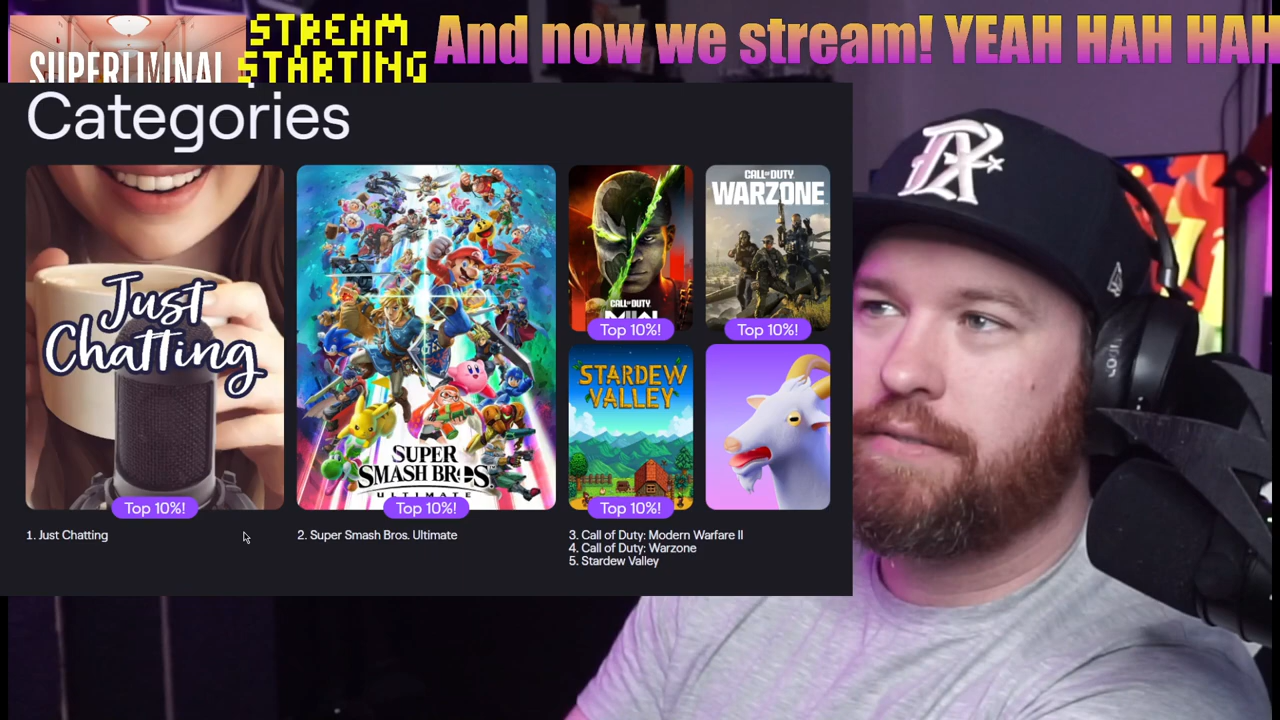 SUPERLIMINAL
STREAM
STARTING
And now we stream! YEAH HAH HAH
Categories
Just
Chatting
Top 10%!
1. Just Chatting
SUPER
SMASH BROS.
ULTIMATE
Top 10%!
2. Super Smash Bros. Ultimate
CALL OF DUTY
Top 10%!
CALL OF DUTY
WARZONE
Top 10%!
STARDEW
VALLEY
Top 10%!
3. Call of Duty: Modern Warfare II
4. Call of Duty: Warzone
5. Stardew Valley